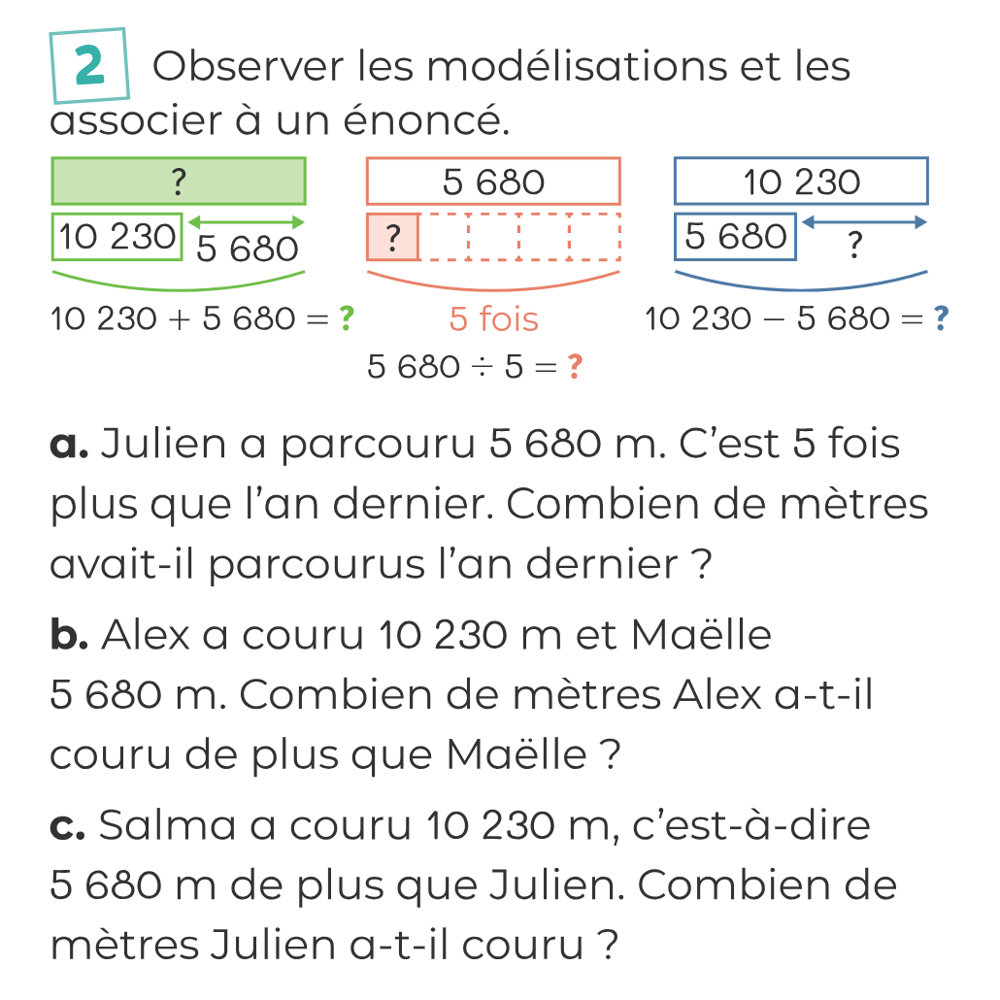 2 Observer les modélisations et les
associer à un énoncé.
? 5 680 10 230
10 230 5 680 ? 5 680 ?
10 230 + 5 680 = ? 5 fois 10 230 − 5 680 = ?
5 680 ÷ 5 = ?
a. Julien a parcouru 5 680 m. C’est 5 fois
plus que l’an dernier. Combien de mètres
avait-il parcourus l’an dernier ?
b. Alex a couru 10 230 m et Maëlle
5 680 m. Combien de mètres Alex a-t-il
couru de plus que Maëlle ?
c. Salma a couru 10 230 m, c’est-à-dire
5 680 m de plus que Julien. Combien de
mètres Julien a-t-il couru ?